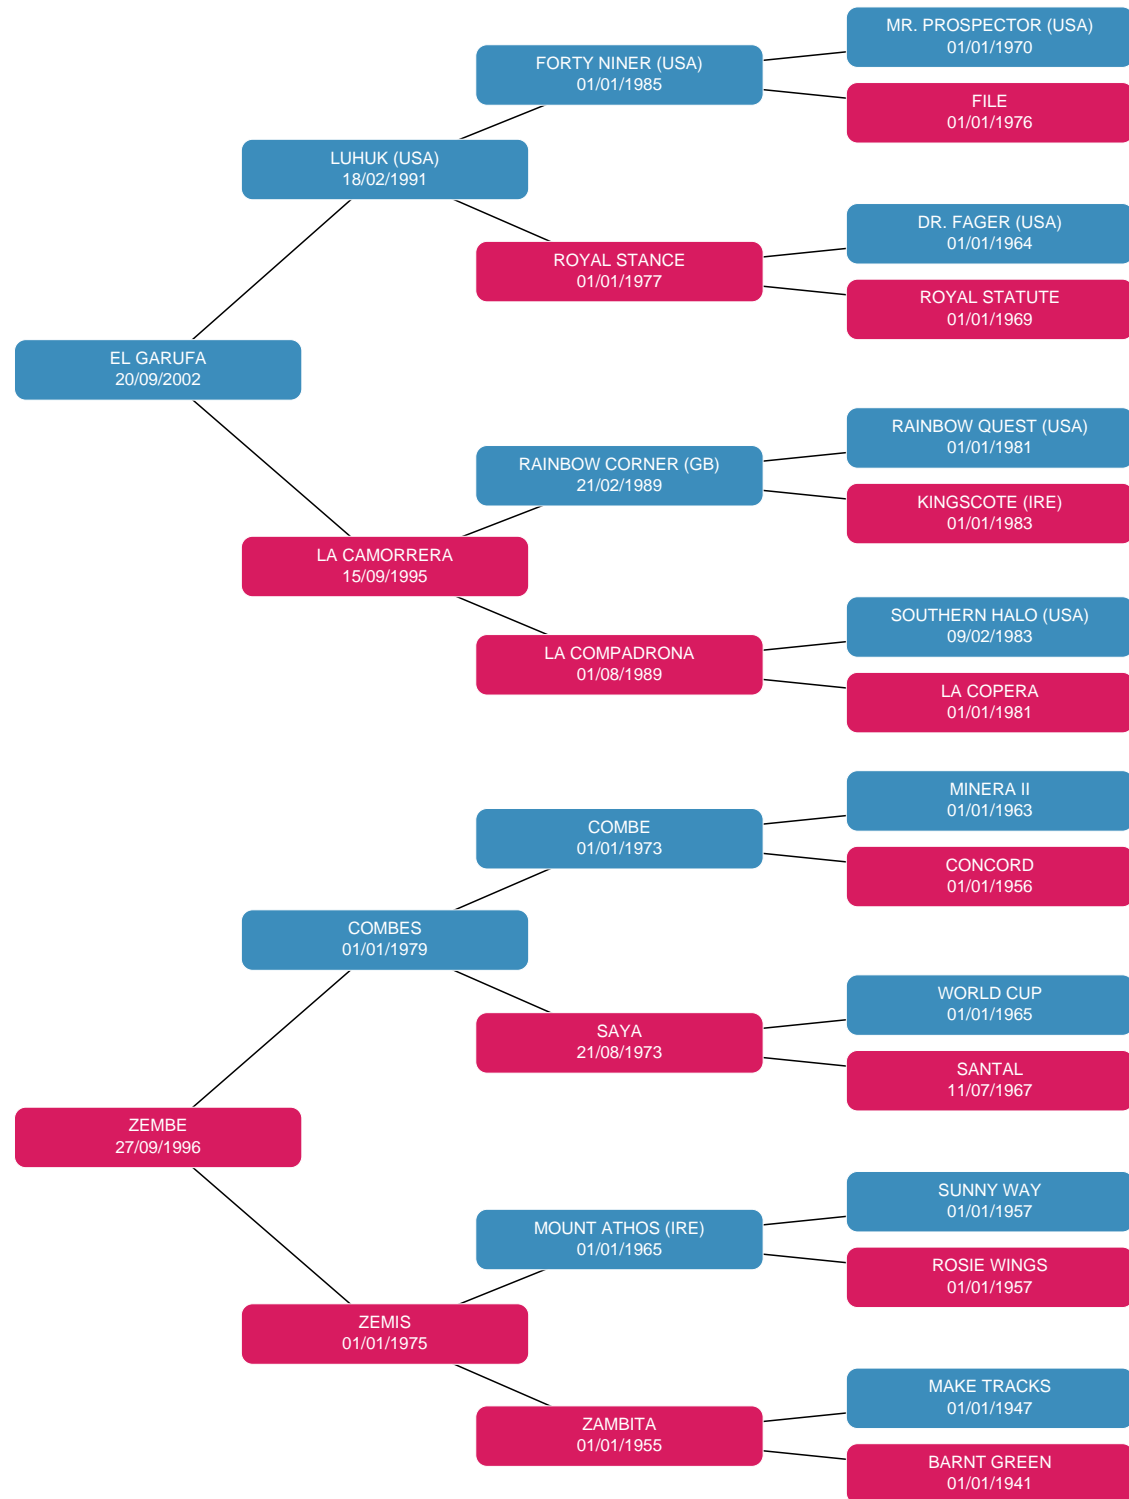 MR. PROSPECTOR (USA)
01/01/1970
FORTY NINER (USA)
01/01/1985
FILE
01/01/1976
LUHUK (USA)
18/02/1991
DR. FAGER (USA)
01/01/1964
ROYAL STANCE
01/01/1977
ROYAL STATUTE
01/01/1969
EL GARUFA
20/09/2002
RAINBOW QUEST (USA)
01/01/1981
RAINBOW CORNER (GB)
21/02/1989
KINGSCOTE (IRE)
01/01/1983
LA CAMORRERA
15/09/1995
SOUTHERN HALO (USA)
09/02/1983
LA COMPADRONA
01/08/1989
LA COPERA
01/01/1981
MINERA II
01/01/1963
COMBE
01/01/1973
CONCORD
01/01/1956
COMBES
01/01/1979
WORLD CUP
01/01/1965
SAYA
21/08/1973
SANTAL
11/07/1967
ZEMBE
27/09/1996
SUNNY WAY
01/01/1957
MOUNT ATHOS (IRE)
01/01/1965
ROSIE WINGS
01/01/1957
ZEMIS
01/01/1975
MAKE TRACKS
01/01/1947
ZAMBITA
01/01/1955
BARNT GREEN
01/01/1941